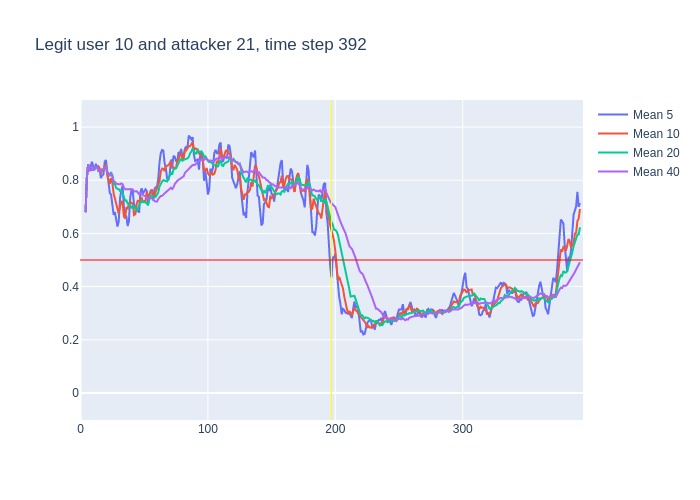 Legit user 10 and attacker 21, time step 392
Mean 5
Mean 10
Mean 20
Mean 40
1
0.8
0.6
0.4
0.2
0
0 100 200 300